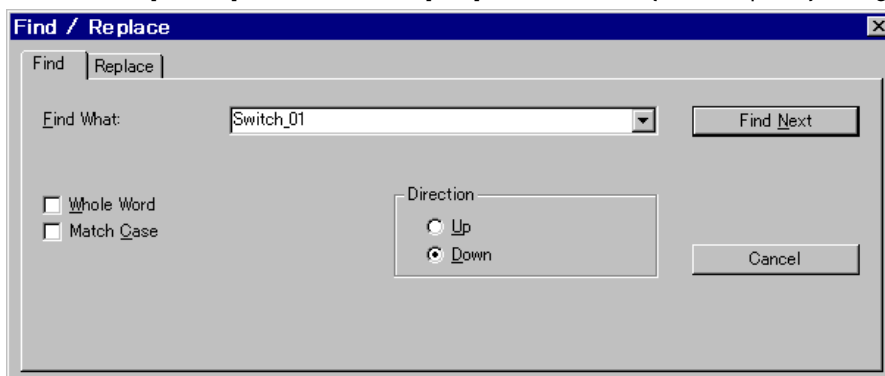 Find / Replace
Find Replace
Find What: Switch_01 Find Next
Whole Word
Match Case
Direction
Up
Down
Cancel